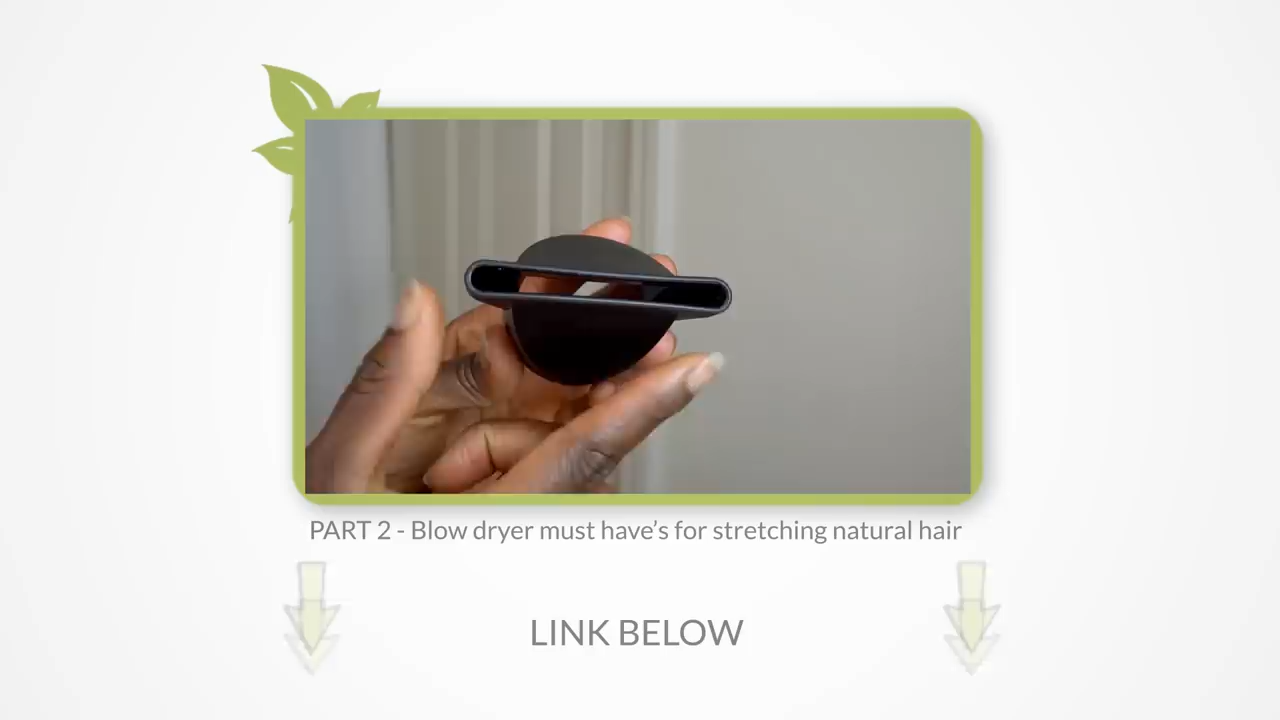 PART 2 - Blow dryer must have’s for stretching natural hair
LINK BELOW